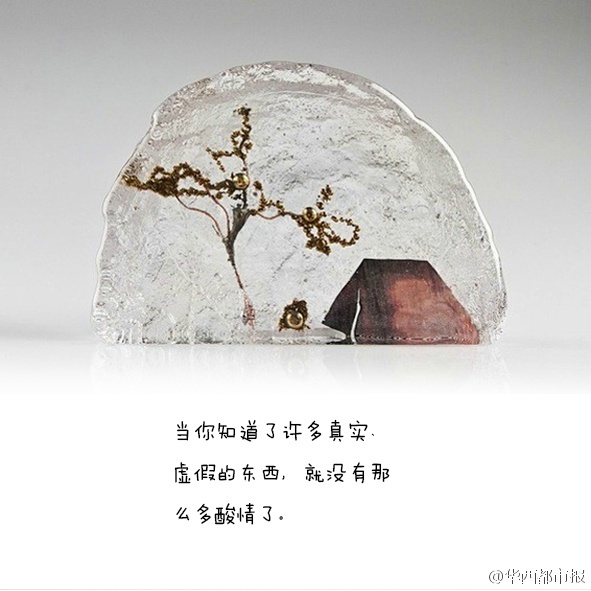 当你知道了许多真实、
虚假的东西，就没有那
么多酸情了。
@华西都市报